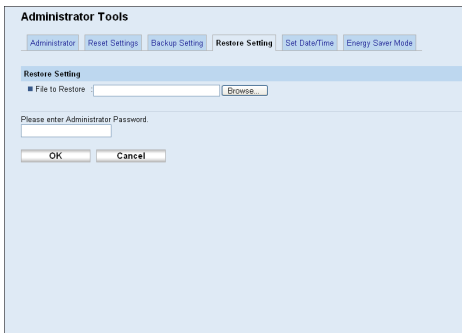 Administrator Tools
Administrator Reset Settings Backup Setting Restore Setting Set Date/Time Energy Saver Mode
Restore Setting
File to Restore : Browse...
Please enter Administrator Password.
OK Cancel